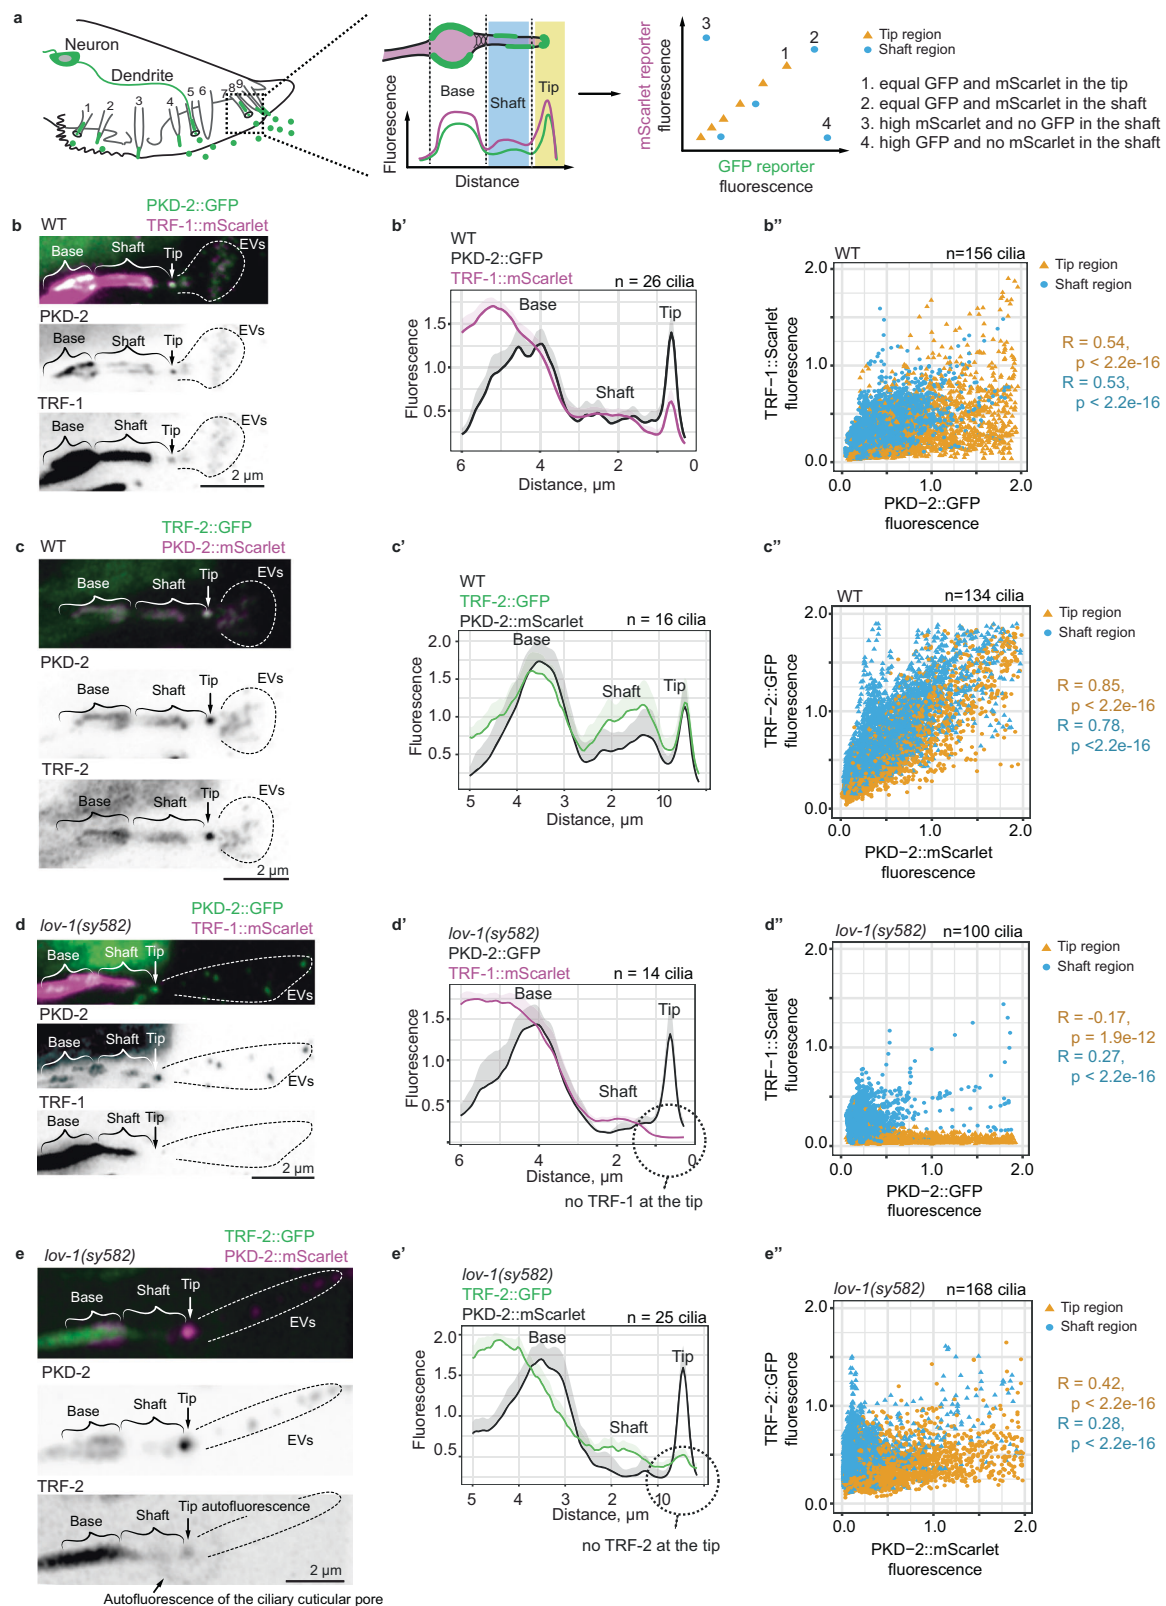 a
Neuron
Dendrite
1 2 3 4 5 6 7 8 9
Fluorescence
Base
Shaft
Tip
Distance
mScarlet reporter
fluorescence
3
1
2
4
GFP reporter
fluorescence
Tip region
Shaft region
1. equal GFP and mScarlet in the tip
2. equal GFP and mScarlet in the shaft
3. high mScarlet and no GFP in the shaft
4. high GFP and no mScarlet in the shaft
b
WT
PKD-2::GFP
TRF-1::mScarlet
Base
Shaft
Tip
EVs
PKD-2
Base
Shaft
Tip
EVs
TRF-1
Base
Shaft
Tip
2 µm
b'
WT
PKD-2::GFP
TRF-1::mScarlet
n = 26 cilia
Base
Tip
Shaft
Fluorescence
1.5
1.0
0.5
6 4 2 0
Distance, µm
b''
WT
n=156 cilia
TRF-1::Scarlet
fluorescence
2.0
1.0
0.0
0.0 1.0 2.0
PKD−2::GFP
fluorescence
Tip region
Shaft region
R = 0.54,
p < 2.2e-16
R = 0.53,
p < 2.2e-16
c
WT
TRF-2::GFP
PKD-2::mScarlet
Base
Shaft
Tip
EVs
PKD-2
Base
Shaft
Tip
EVs
TRF-2
Base
Shaft
Tip
EVs
2 µm
c'
WT
TRF-2::GFP
PKD-2::mScarlet
n = 16 cilia
Base
Shaft
Tip
Fluorescence
2.0
1.5
1.0
0.5
5 4 3 2 10
Distance, µm
c''
WT
n=134 cilia
TRF-2::GFP
fluorescence
2.0
1.0
0.0
0.0 1.0 2.0
PKD−2::mScarlet
fluorescence
Tip region
Shaft region
R = 0.85,
p < 2.2e-16
R = 0.78,
p <2.2e-16
d
lov-1(sy582)
PKD-2::GFP
TRF-1::mScarlet
Base
Shaft
Tip
EVs
PKD-2
Base
Shaft
Tip
EVs
TRF-1
Base
Shaft
Tip
2 µm
d'
lov-1(sy582)
PKD-2::GFP
TRF-1::mScarlet
n = 14 cilia
Base
Tip
Shaft
Fluorescence
1.5
1.0
0.5
6 4 2 0
Distance, µm
no TRF-1 at the tip
d''
lov-1(sy582)
n=100 cilia
TRF-1::Scarlet
fluorescence
2.0
1.0
0.0
0.0 1.0 2.0
PKD−2::GFP
fluorescence
Tip region
Shaft region
R = -0.17,
p = 1.9e-12
R = 0.27,
p < 2.2e-16
e
lov-1(sy582)
TRF-2::GFP
PKD-2::mScarlet
Base
Shaft
Tip
EVs
PKD-2
Base
Shaft
Tip
EVs
TRF-2
Tip autofluorescence
Base
Shaft
2 µm
Autofluorescence of the ciliary cuticular pore
e'
lov-1(sy582)
TRF-2::GFP
PKD-2::mScarlet
n = 25 cilia
Base
Tip
Shaft
Fluorescence
2.0
1.5
1.0
0.5
5 4 3 2 10
Distance, µm
no TRF-2 at the tip
e''
lov-1(sy582)
n=168 cilia
TRF-2::GFP
fluorescence
2.0
1.0
0.0
0.0 1.0 2.0
PKD−2::mScarlet
fluorescence
Tip region
Shaft region
R = 0.42,
p < 2.2e-16
R = 0.28,
p < 2.2e-16